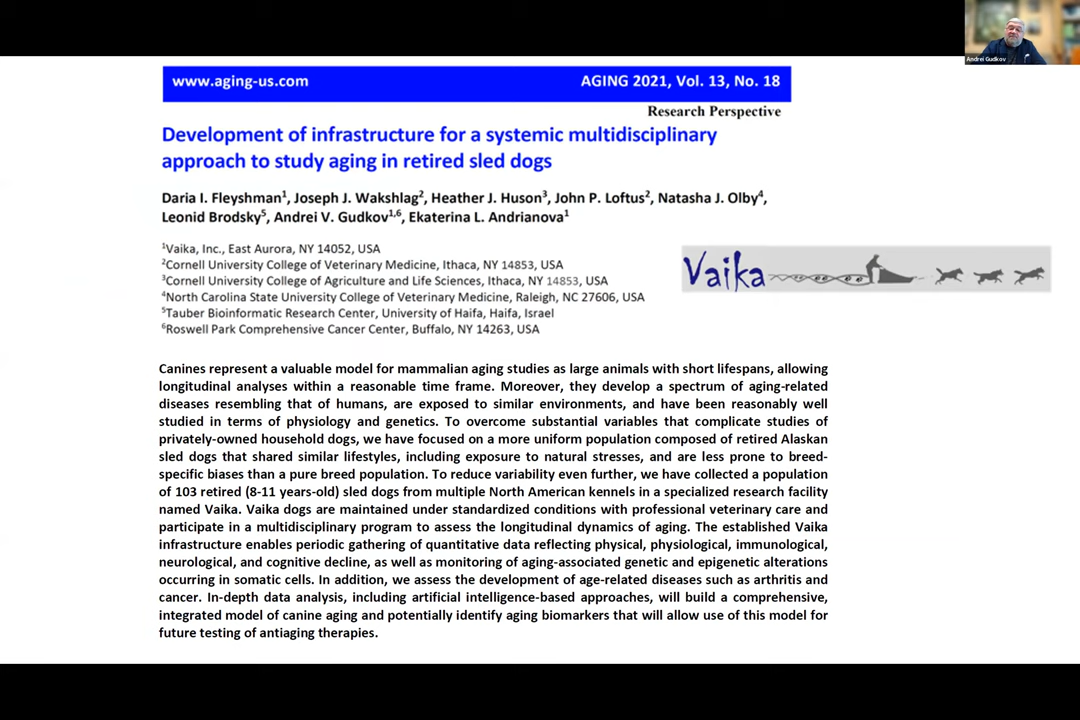 Andrei Gudkov
www.aging-us.com AGING 2021, Vol. 13, No. 18
Research Perspective
Development of infrastructure for a systemic multidisciplinary
approach to study aging in retired sled dogs
Daria I. Fleyshman1, Joseph J. Wakshlag2, Heather J. Huson3, John P. Loftus2, Natasha J. Olby4,
Leonid Brodsky5, Andrei V. Gudkov1,6, Ekaterina L. Andrianova1
1Vaika, Inc., East Aurora, NY 14052, USA
2Cornell University College of Veterinary Medicine, Ithaca, NY 14853, USA
3Cornell University College of Agriculture and Life Sciences, Ithaca, NY 14853, USA
4North Carolina State University College of Veterinary Medicine, Raleigh, NC 27606, USA
5Tauber Bioinformatic Research Center, University of Haifa, Haifa, Israel
6Roswell Park Comprehensive Cancer Center, Buffalo, NY 14263, USA
Vaika
Canines represent a valuable model for mammalian aging studies as large animals with short lifespans, allowing
longitudinal analyses within a reasonable time frame. Moreover, they develop a spectrum of aging-related
diseases resembling that of humans, are exposed to similar environments, and have been reasonably well
studied in terms of physiology and genetics. To overcome substantial variables that complicate studies of
privately-owned household dogs, we have focused on a more uniform population composed of retired Alaskan
sled dogs that shared similar lifestyles, including exposure to natural stresses, and are less prone to breed-
specific biases than a pure breed population. To reduce variability even further, we have collected a population
of 103 retired (8-11 years-old) sled dogs from multiple North American kennels in a specialized research facility
named Vaika. Vaika dogs are maintained under standardized conditions with professional veterinary care and
participate in a multidisciplinary program to assess the longitudinal dynamics of aging. The established Vaika
infrastructure enables periodic gathering of quantitative data reflecting physical, physiological, immunological,
neurological, and cognitive decline, as well as monitoring of aging-associated genetic and epigenetic alterations
occurring in somatic cells. In addition, we assess the development of age-related diseases such as arthritis and
cancer. In-depth data analysis, including artificial intelligence-based approaches, will build a comprehensive,
integrated model of canine aging and potentially identify aging biomarkers that will allow use of this model for
future testing of antiaging therapies.